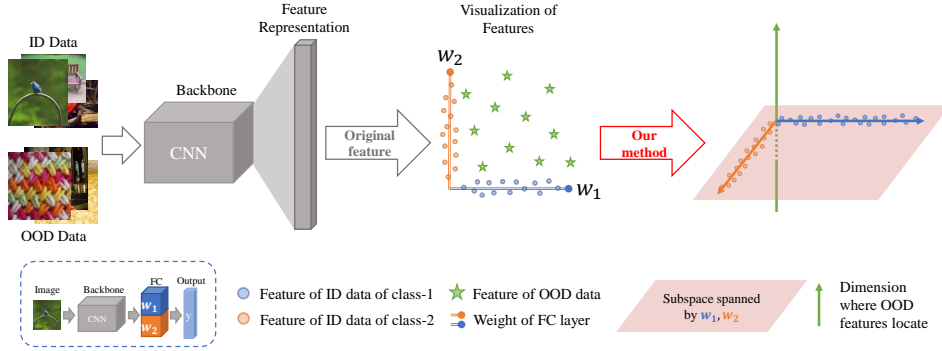 Feature
Representation
Visualization of
Features
ID Data
Backbone
CNN
Original
feature
w₂
w₁
Our
method
OOD Data
Image
Backbone
CNN
FC
w₁
w₂
Output
y
Feature of ID data of class-1
Feature of ID data of class-2
Feature of OOD data
Weight of FC layer
Subspace spanned
by w₁, w₂
Dimension
where OOD
features locate